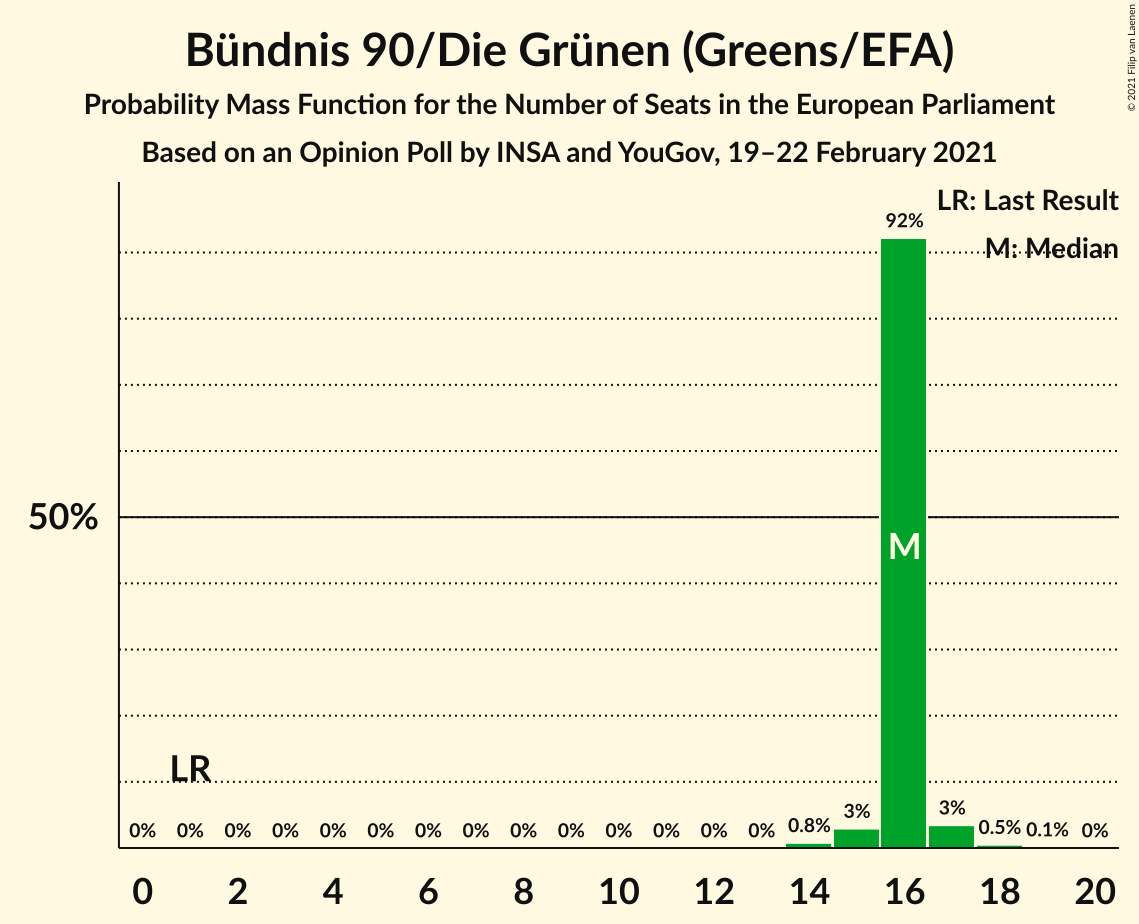 Bündnis 90/Die Grünen (Greens/EFA)
Probability Mass Function for the Number of Seats in the European Parliament
Based on an Opinion Poll by INSA and YouGov, 19–22 February 2021
© 2021 Filip van Laenen
LR: Last Result
M: Median
92%
50%
M
LR
0% 0% 0% 0% 0% 0% 0% 0% 0% 0% 0% 0% 0% 0% 0.8% 3% 3% 0.5% 0.1% 0%
0 2 4 6 8 10 12 14 16 18 20